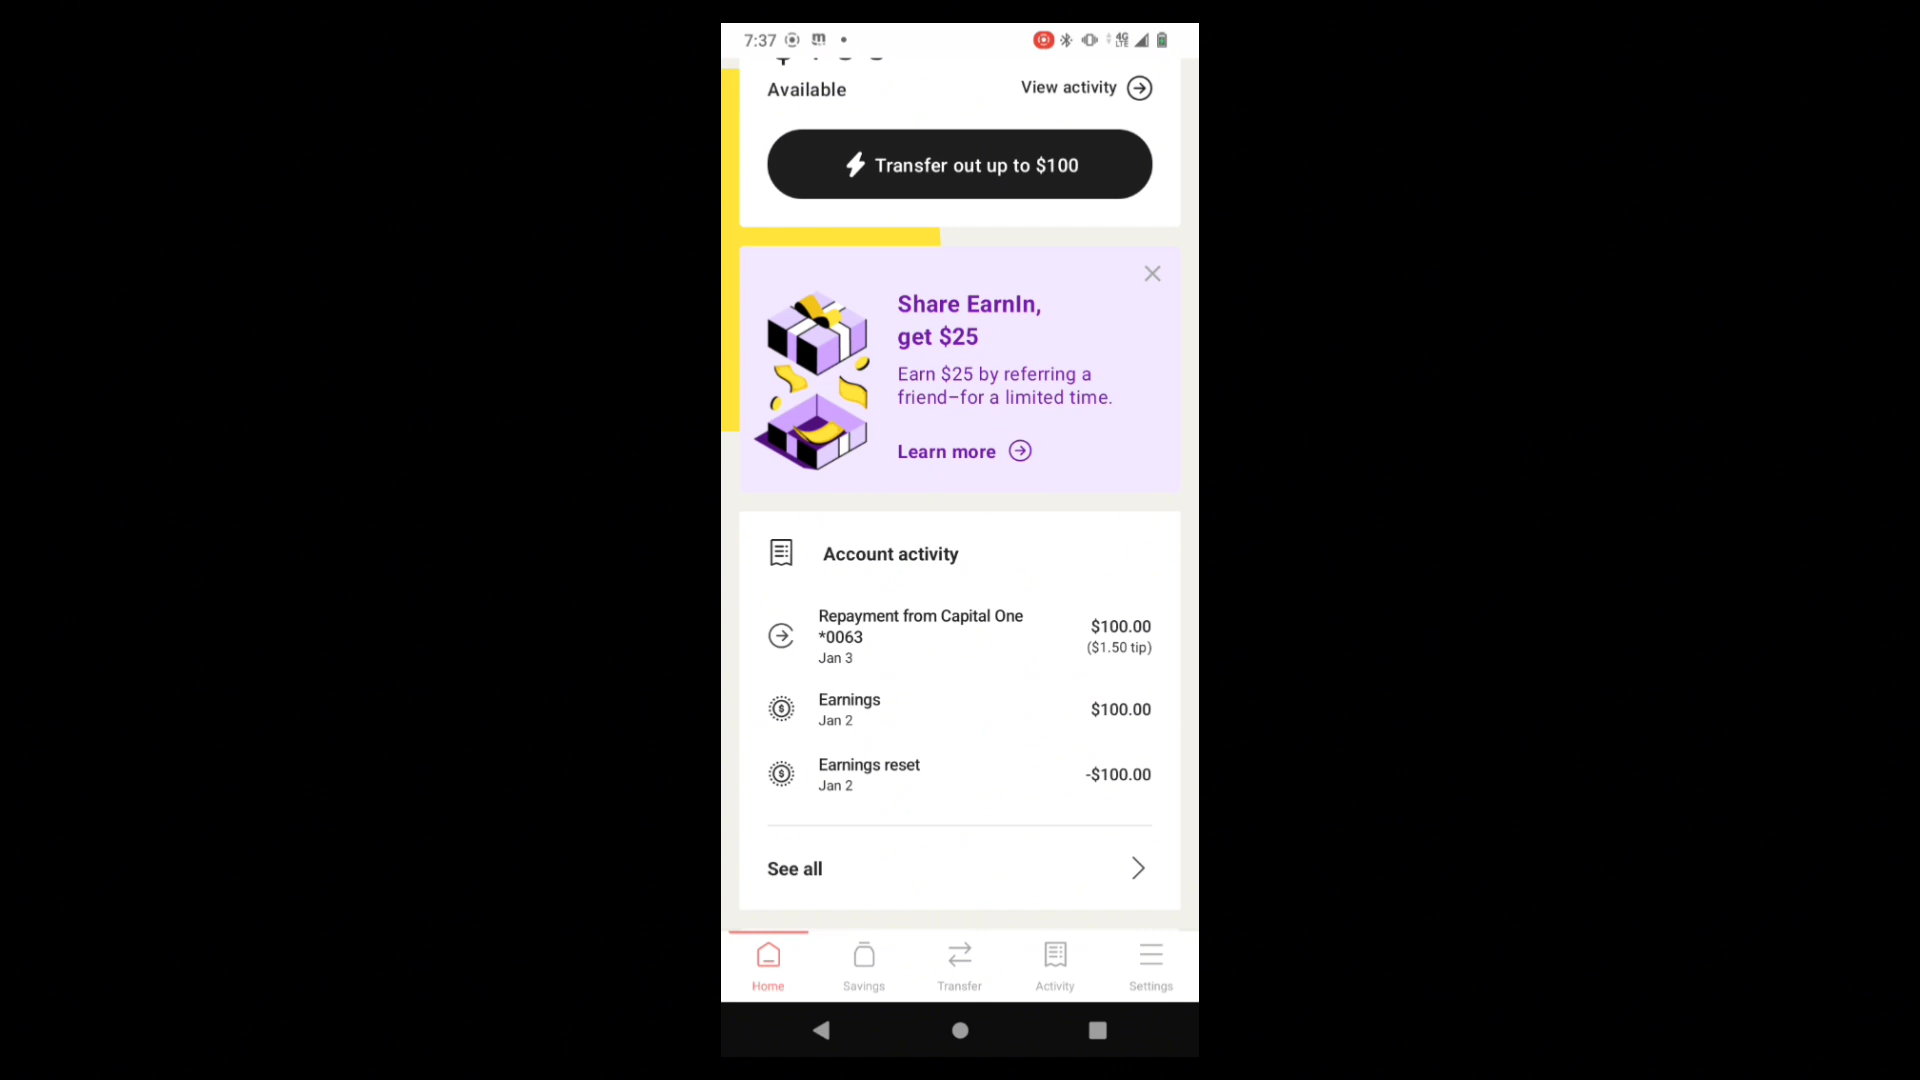 7:37
4G
LTE
Available
View activity
Transfer out up to $100
Share EarnIn,
get $25
Earn $25 by referring a
friend–for a limited time.
Learn more
Account activity
Repayment from Capital One
*0063
Jan 3
$100.00
($1.50 tip)
Earnings
Jan 2
$100.00
Earnings reset
Jan 2
-$100.00
See all
Home
Savings
Transfer
Activity
Settings